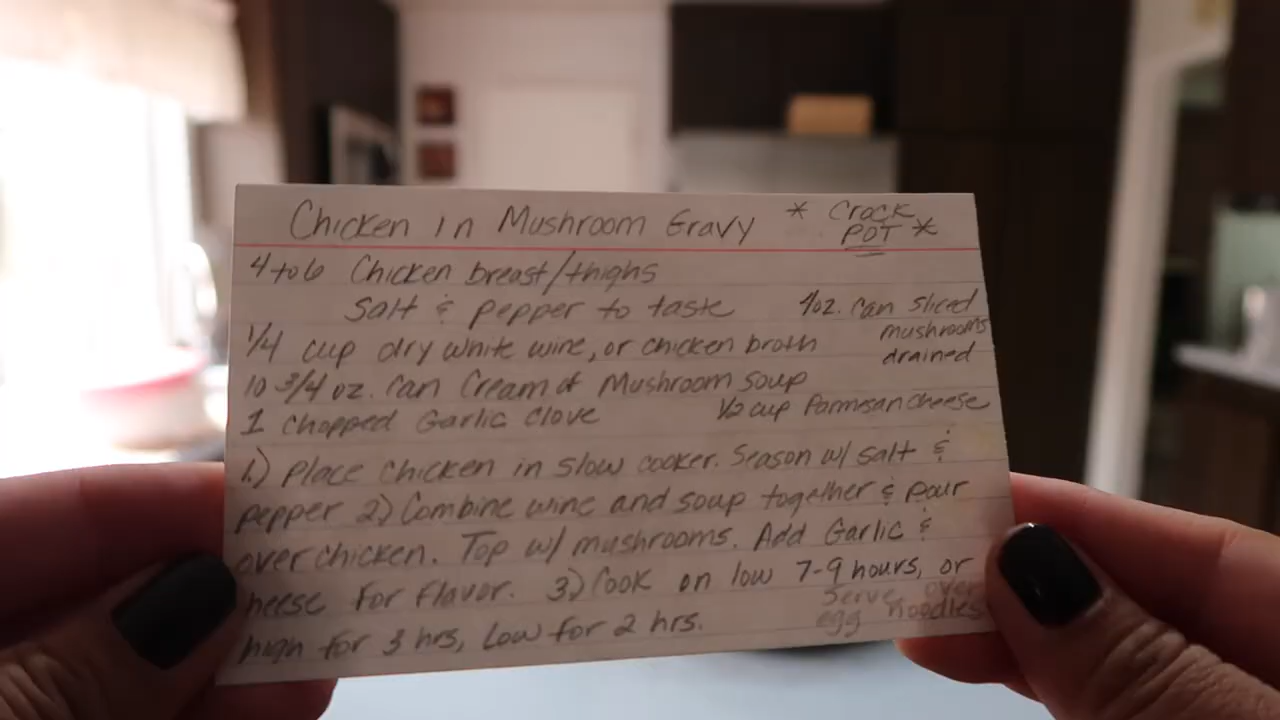 Chicken in Mushroom Gravy * Crock
POT *
4 to 6 Chicken breast/thighs
Salt & pepper to taste
4oz. can sliced
mushrooms
drained
1/4 cup dry white wine, or chicken broth
10 3/4 oz. can Cream of Mushroom soup
1 chopped Garlic clove
1/2 cup Parmesan cheese
1.) Place chicken in slow cooker. Season w/ salt &
pepper 2.) Combine wine and soup together & pour
over chicken. Top w/ mushrooms. Add Garlic &
heese for flavor. 3.) Cook on low 7-9 hours, or
high for 3 hrs, Low for 2 hrs.
Serve over
egg noodles